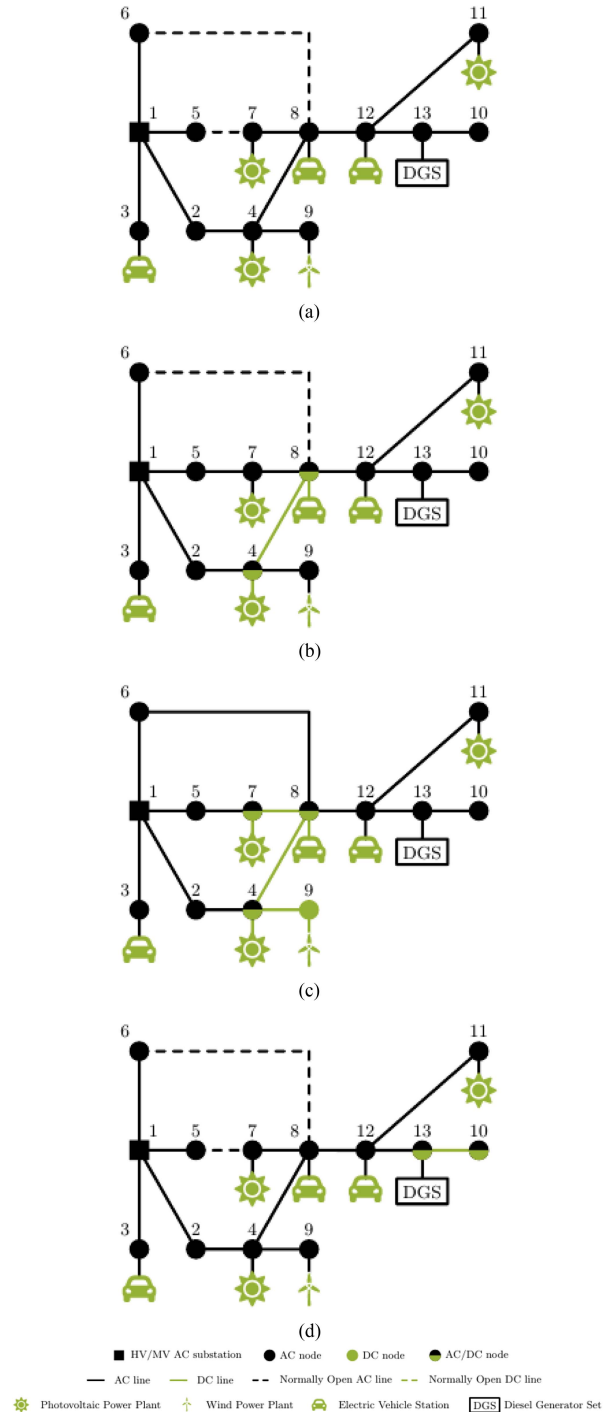 6
11
1 5 7 8 12 13 10
DGS
3 2 4 9
(a)
6
11
1 5 7 8 12 13 10
DGS
3 2 4 9
(b)
6
11
1 5 7 8 12 13 10
DGS
3 2 4 9
(c)
6
11
1 5 7 8 12 13 10
DGS
3 2 4 9
(d)
HV/MV AC substation AC node DC node AC/DC node
AC line DC line Normally Open AC line Normally Open DC line
Photovoltaic Power Plant Wind Power Plant Electric Vehicle Station DGS Diesel Generator Set